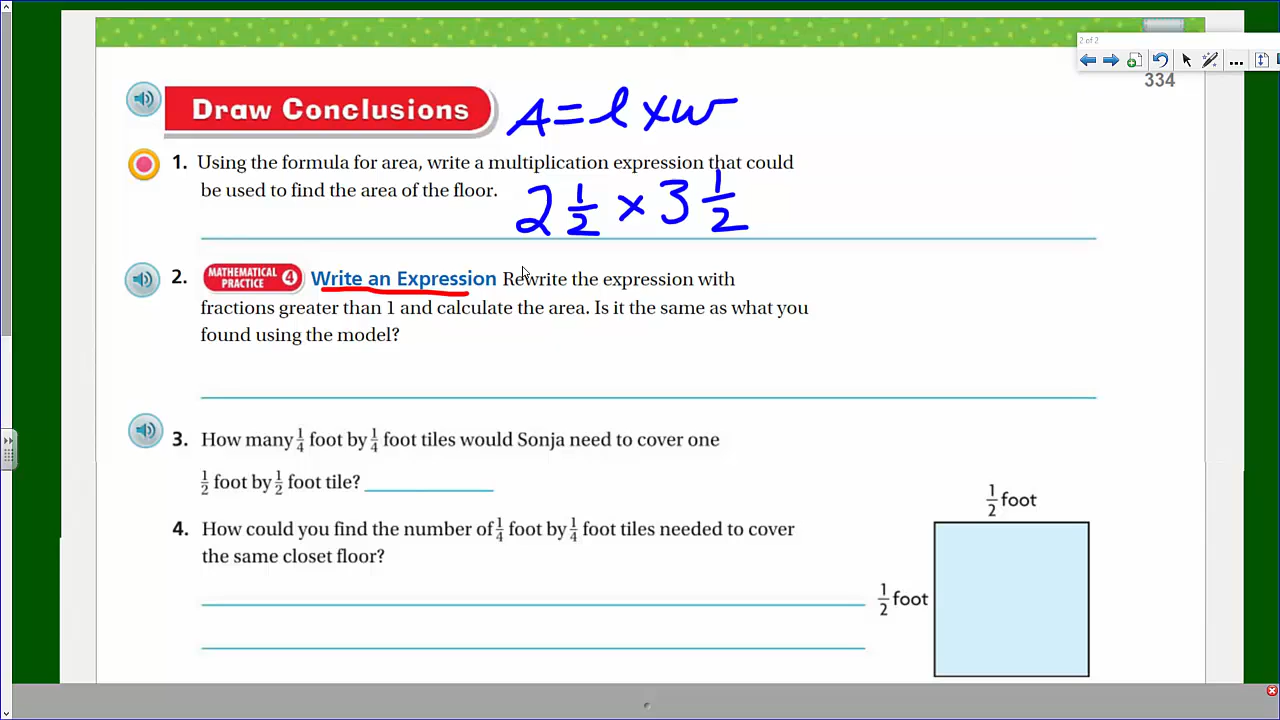 2 of 2
334
Draw Conclusions
A = l x w
1. Using the formula for area, write a multiplication expression that could
be used to find the area of the floor.
2 1/2 x 3 1/2
2. MATHEMATICAL PRACTICE 4 Write an Expression Rewrite the expression with
fractions greater than 1 and calculate the area. Is it the same as what you
found using the model?
3. How many 1/4 foot by 1/4 foot tiles would Sonja need to cover one
1/2 foot by 1/2 foot tile?
4. How could you find the number of 1/4 foot by 1/4 foot tiles needed to cover
the same closet floor?
1/2 foot
1/2 foot